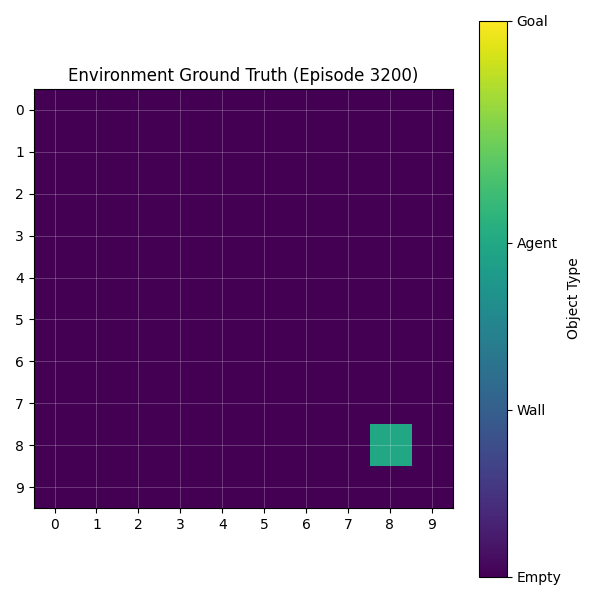 Environment Ground Truth (Episode 3200)
0
1
2
3
4
5
6
7
8
9
0 1 2 3 4 5 6 7 8 9
Goal
Agent
Wall
Empty
Object Type